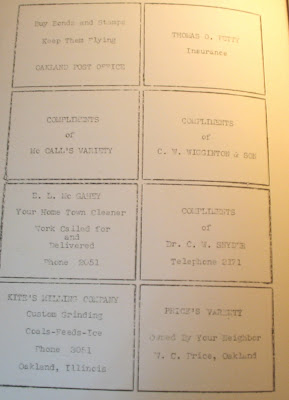 Buy Bonds and Stamps
Keep Them Flying
OAKLAND POST OFFICE
THOMAS O. PETTY
Insurance
COMPLIMENTS
of
Mc CALL'S VARIETY
COMPLIMENTS
of
C. W. WIGGINTON & SON
E. L. Mc GAHEY
Your Home Town Cleaner
Work Called for
and
Delivered
Phone 2051
COMPLIMENTS
of
Dr. C. W. SNYDER
Telephone 2171
KITE'S MILLING COMPANY
Custom Grinding
Coals-Feeds-Ice
Phone 3051
Oakland, Illinois
PRICE'S VARIETY
Owned By Your Neighbor
V. C. Price, Oakland